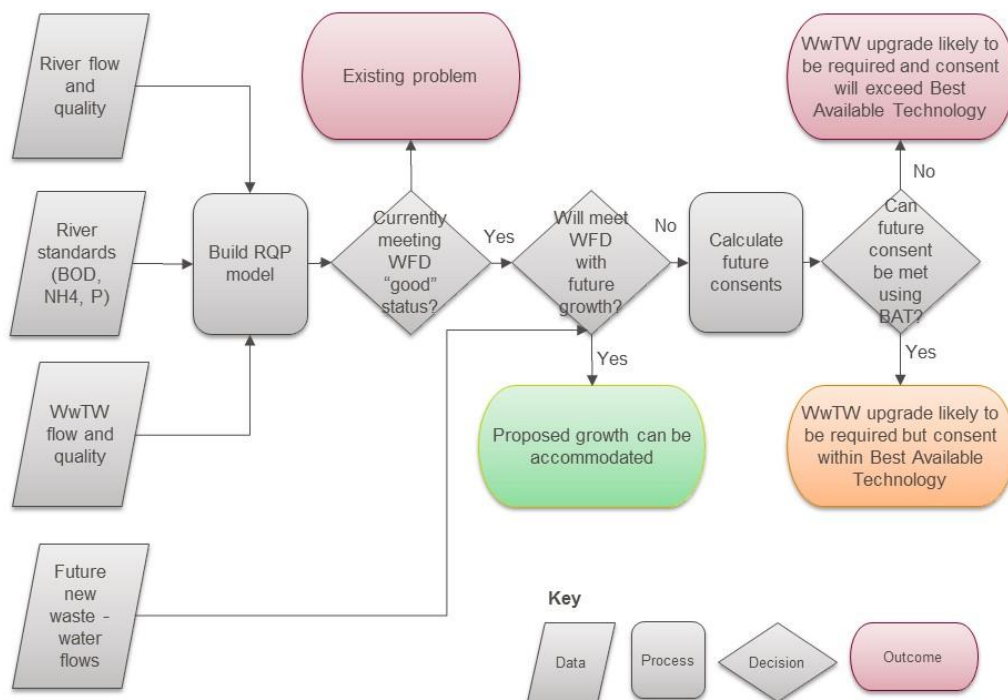 River flow
and
quality
Existing problem
WwTW upgrade likely
to be required and consent
will exceed Best
Available Technology
No
River
standards
(BOD,
NH4, P)
Build RQP
model
Currently
meeting
WFD
“good”
status?
Yes
Will meet
WFD
with
future
growth?
No
Calculate
future
consents
Can
future
consent
be met
using
BAT?
Yes
Yes
WwTW
flow and
quality
Proposed growth can be
accommodated
WwTW upgrade likely to
be required but consent
within Best Available
Technology
Future
new
waste -
water
flows
Key
Data
Process
Decision
Outcome